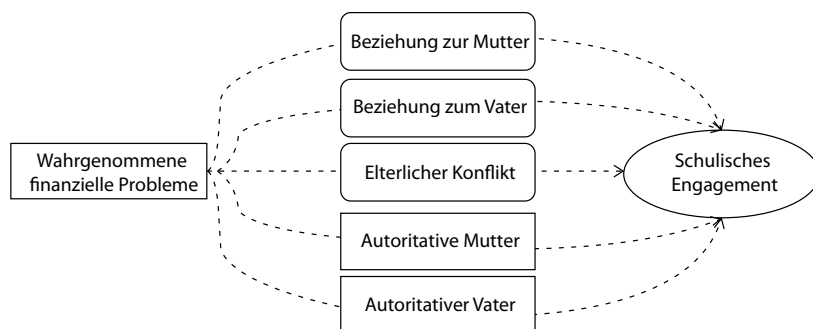 Beziehung zur Mutter
Beziehung zum Vater
Wahrgenommene
finanzielle Probleme
Elterlicher Konflikt
Schulisches
Engagement
Autoritative Mutter
Autoritativer Vater